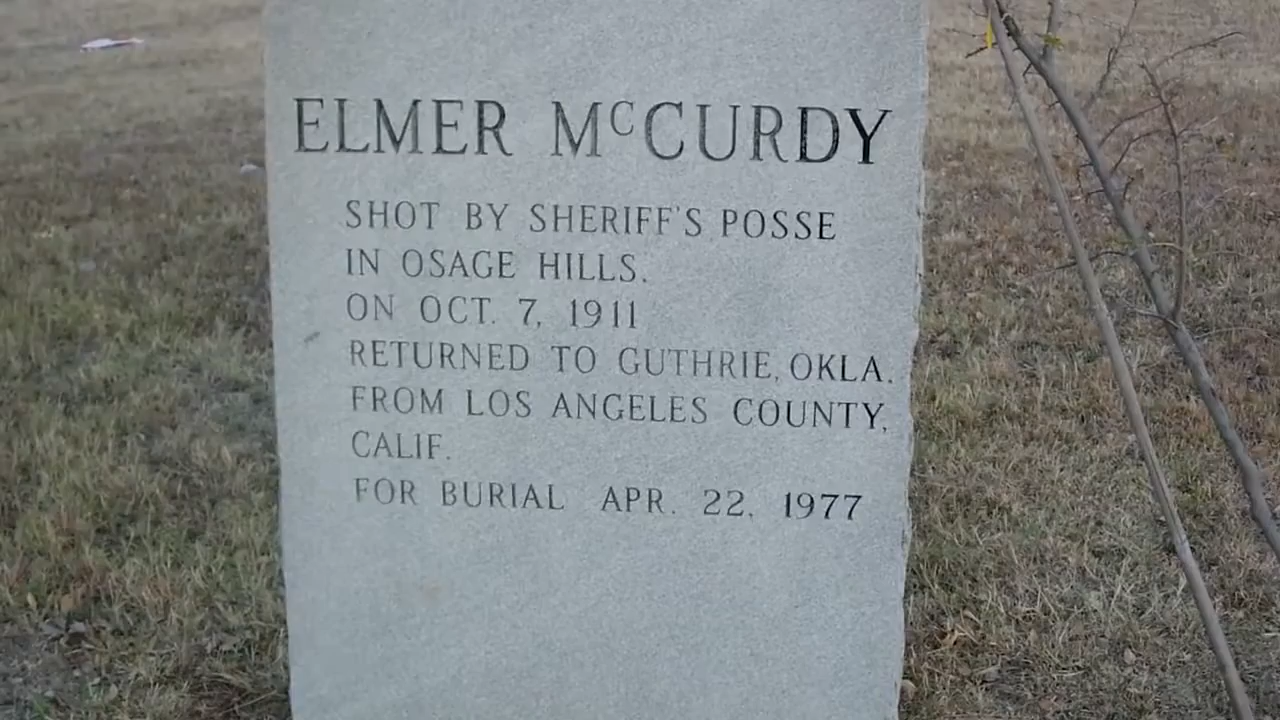 ELMER McCURDY
SHOT BY SHERIFF'S POSSE
IN OSAGE HILLS.
ON OCT. 7, 1911
RETURNED TO GUTHRIE, OKLA.
FROM LOS ANGELES COUNTY,
CALIF.
FOR BURIAL APR. 22, 1977